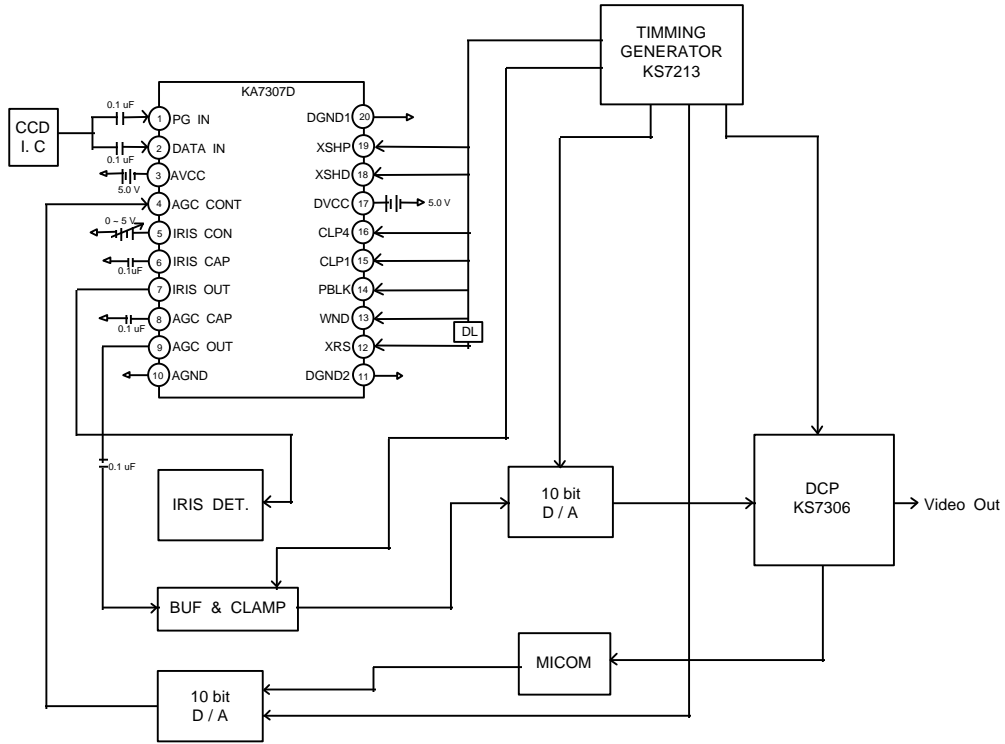 TIMMING
GENERATOR
KS7213
KA7307D
CCD
I. C
0.1 uF
0.1 uF
5.0 V
0 ~ 5 V
0.1uF
0.1 uF
1 PG IN
2 DATA IN
3 AVCC
4 AGC CONT
5 IRIS CON
6 IRIS CAP
7 IRIS OUT
8 AGC CAP
9 AGC OUT
10 AGND
DGND1 20
XSHP 19
XSHD 18
DVCC 17 5.0 V
CLP4 16
CLP1 15
PBLK 14
WND 13
XRS 12
DGND2 11
DL
0.1 uF
IRIS DET.
10 bit
D / A
DCP
KS7306
Video Out
BUF & CLAMP
MICOM
10 bit
D / A